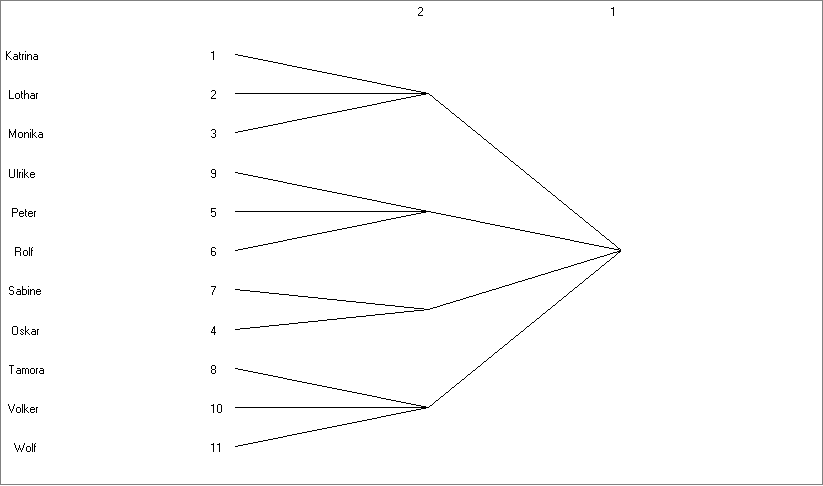 2 1
Katrina 1
Lothar 2
Monika 3
Ulrike 9
Peter 5
Rolf 6
Sabine 7
Oskar 4
Tamora 8
Volker 10
Wolf 11